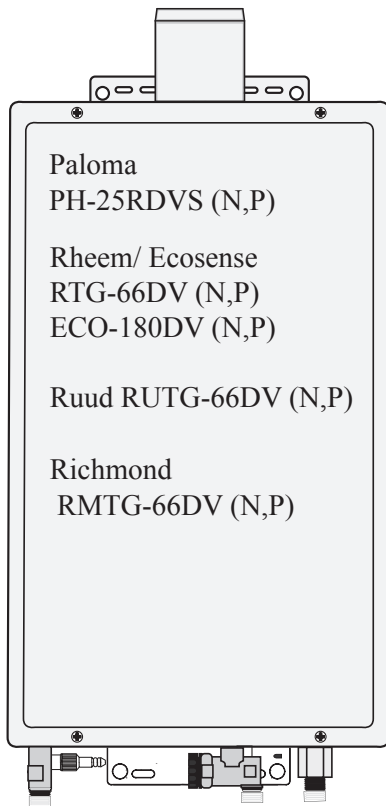 Paloma
PH-25RDVS (N,P)
Rheem/ Ecosense
RTG-66DV (N,P)
ECO-180DV (N,P)
Ruud RUTG-66DV (N,P)
Richmond
RMTG-66DV (N,P)